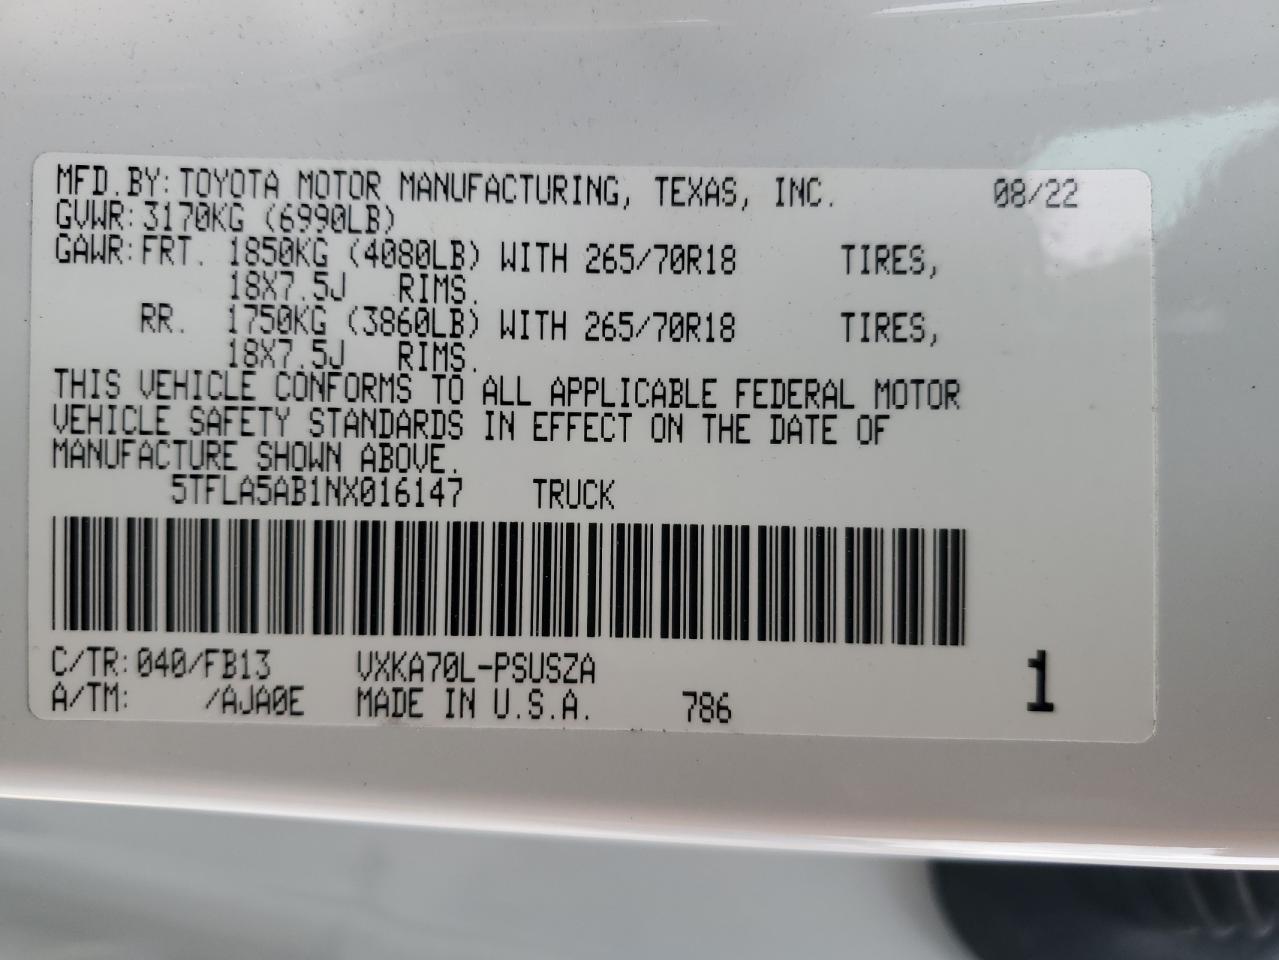 MFD.BY: TOYOTA MOTOR MANUFACTURING, TEXAS, INC. 08/22
GVWR: 3170KG (6990LB)
GAWR: FRT. 1850KG (4080LB) WITH 265/70R18 TIRES,
18X7.5J RIMS.
RR. 1750KG (3860LB) WITH 265/70R18 TIRES,
18X7.5J RIMS.
THIS VEHICLE CONFORMS TO ALL APPLICABLE FEDERAL MOTOR
VEHICLE SAFETY STANDARDS IN EFFECT ON THE DATE OF
MANUFACTURE SHOWN ABOVE.
5TFLA5AB1NX016147 TRUCK
C/TR: 040/FB13 VXKA70L-PSUSZA
A/TM: /AJA0E MADE IN U.S.A. 786
1